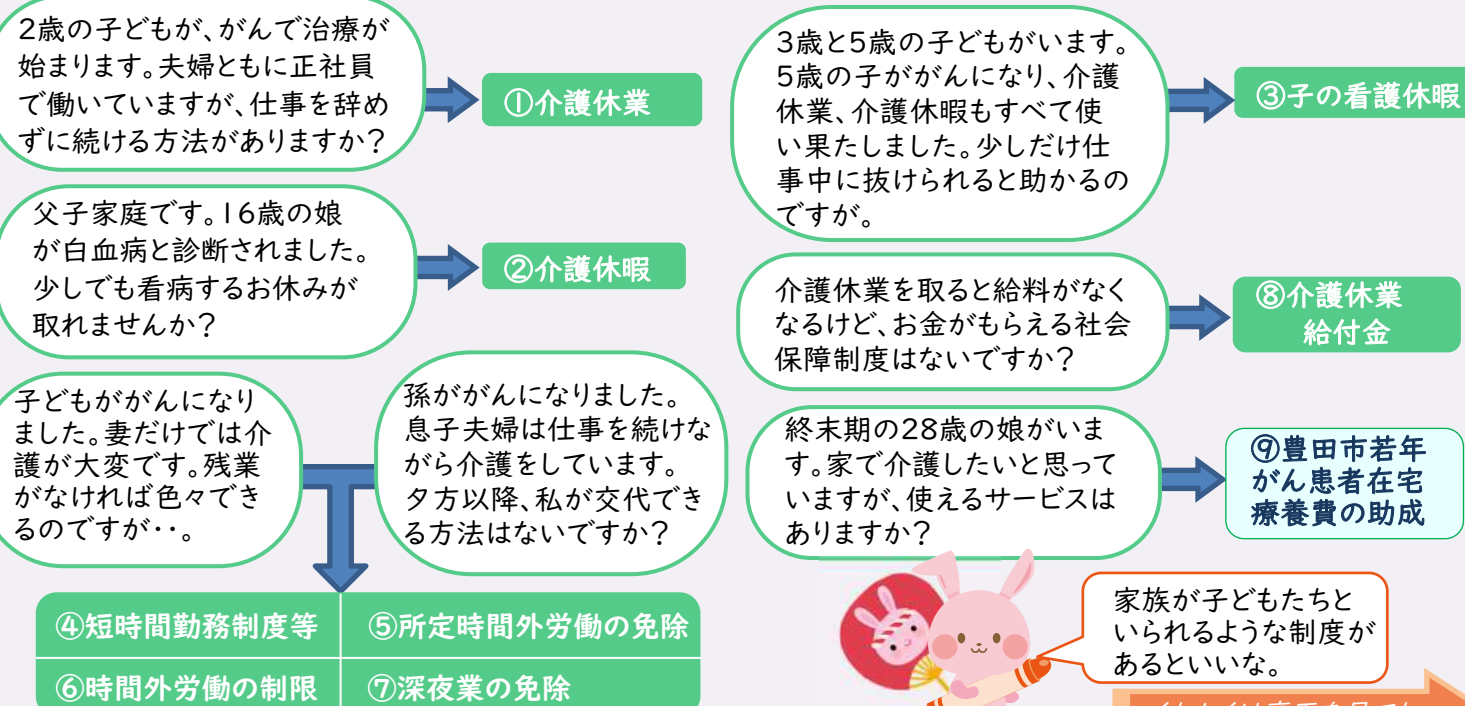 2歳の子どもが、がんで治療が
始まります。夫婦ともに正社員
で働いていますが、仕事を辞め
ずに続ける方法がありますか?
①介護休業
父子家庭です。16歳の娘
が白血病と診断されました。
少しでも看病するお休みが
取れませんか?
②介護休暇
子どもががんになり
ました。妻だけでは介
護が大変です。残業
がなければ色々でき
るのですが・・。
孫ががんになりました。
息子夫婦は仕事を続けな
がら介護をしています。
夕方以降、私が交代でき
る方法はないですか?
④短時間勤務制度等
⑤所定時間外労働の免除
⑥時間外労働の制限
⑦深夜業の免除
3歳と5歳の子どもがいます。
5歳の子ががんになり、介護
休業、介護休暇もすべて使
い果たしました。少しだけ仕
事中に抜けられると助かるの
ですが。
③子の看護休暇
介護休業を取ると給料がなく
なるけど、お金がもらえる社会
保障制度はないですか?
⑧介護休業
給付金
終末期の28歳の娘がいま
す。家で介護したいと思って
いますが、使えるサービスは
ありますか?
⑨豊田市若年
がん患者在宅
療養費の助成
家族が子どもたちと
いられるような制度が
あるといいな。